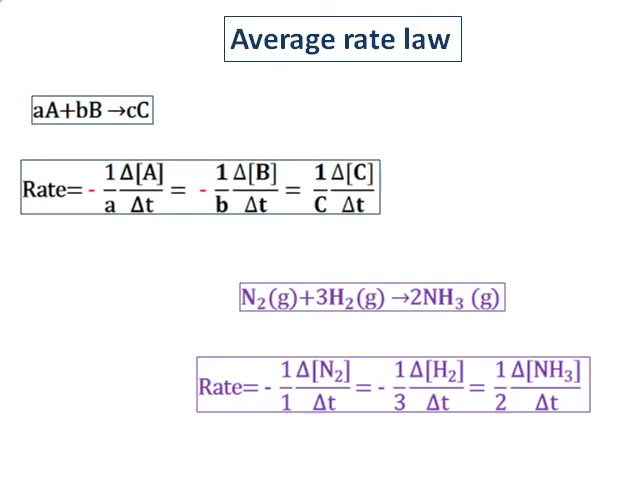 Average rate law
aA+bB →cC
Rate= - 1/a Δ[A]/Δt = - 1/b Δ[B]/Δt = 1/C Δ[C]/Δt
N₂(g)+3H₂(g) →2NH₃ (g)
Rate= - 1/1 Δ[N₂]/Δt = - 1/3 Δ[H₂]/Δt = 1/2 Δ[NH₃]/Δt